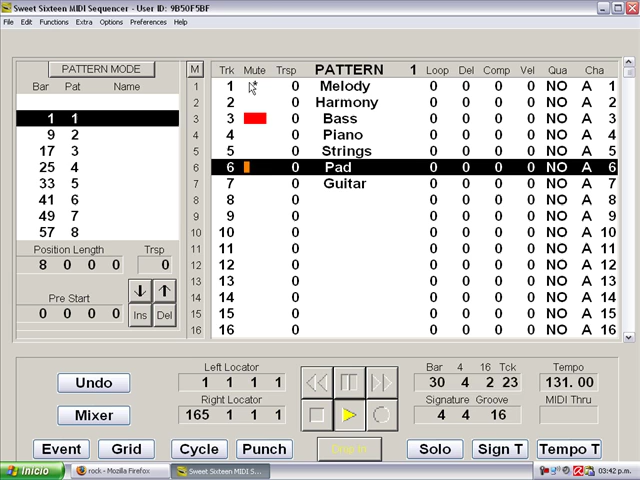 Sweet Sixteen MIDI Sequencer - User ID: 9B50F5BF
File Edit Functions Extra Options Preferences Help
PATTERN MODE
Bar Pat Name
1 1
9 2
17 3
25 4
33 5
41 6
49 7
57 8
Position Length Trsp
8 0 0 0 0
Pre Start
0 0 0 0
Ins Del
M Trk Mute Trsp PATTERN 1 Loop Del Comp Vel Qua Cha
1 1 0 Melody 0 0 0 0 NO A 1
2 2 0 Harmony 0 0 0 0 NO A 2
3 3 0 Bass 0 0 0 0 NO A 3
4 4 0 Piano 0 0 0 0 NO A 4
5 5 0 Strings 0 0 0 0 NO A 5
6 6 0 Pad 0 0 0 0 NO A 6
7 7 0 Guitar 0 0 0 0 NO A 7
8 8 0 0 0 0 0 NO A 8
9 9 0 0 0 0 0 NO A 9
10 10 0 0 0 0 0 NO A 10
11 11 0 0 0 0 0 NO A 11
12 12 0 0 0 0 0 NO A 12
13 13 0 0 0 0 0 NO A 13
14 14 0 0 0 0 0 NO A 14
15 15 0 0 0 0 0 NO A 15
16 16 0 0 0 0 0 NO A 16
Undo
Mixer
Left Locator
1 1 1 1
Right Locator
165 1 1 1
Bar 4 16 Tck
30 4 2 23
Signature Groove
4 4 16
Tempo
131. 00
MIDI Thru
Event Grid Cycle Punch Drop In Solo Sign T Tempo T
Inicio rock - Mozilla Firefox Sweet Sixteen MIDI S... 03:42 p.m.